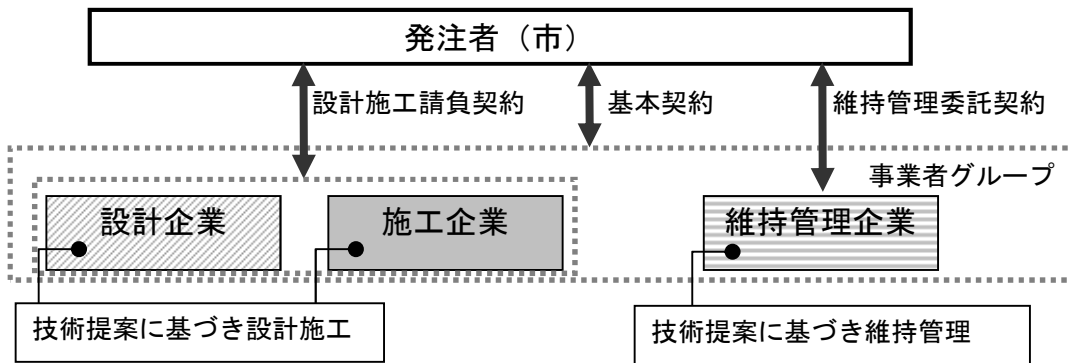 発注者（市）
設計施工請負契約
基本契約
維持管理委託契約
事業者グループ
設計企業
施工企業
維持管理企業
技術提案に基づき設計施工
技術提案に基づき維持管理